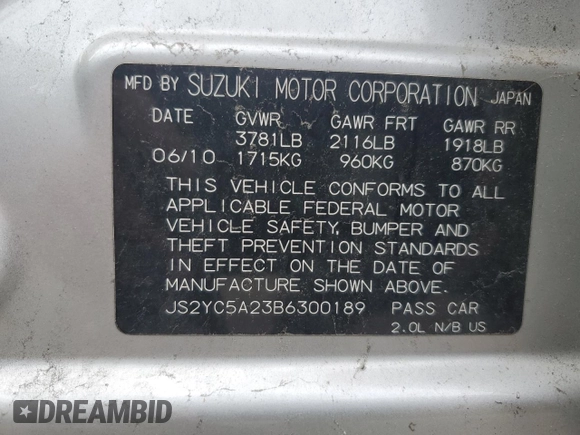 MFD BY SUZUKI MOTOR CORPORATION JAPAN
DATE GVWR GAWR FRT GAWR RR
3781LB 2116LB 1918LB
06/10 1715KG 960KG 870KG
THIS VEHICLE CONFORMS TO ALL
APPLICABLE FEDERAL MOTOR
VEHICLE SAFETY, BUMPER AND
THEFT PREVENTION STANDARDS
IN EFFECT ON THE DATE OF
MANUFACTURE SHOWN ABOVE.
JS2YC5A23B6300189 PASS CAR
2.0L N/B US
DREAMBID